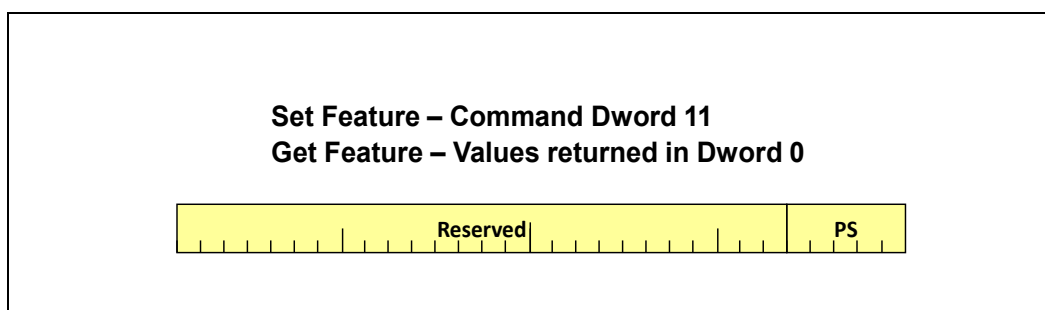 Set Feature – Command Dword 11
Get Feature – Values returned in Dword 0
Reserved PS